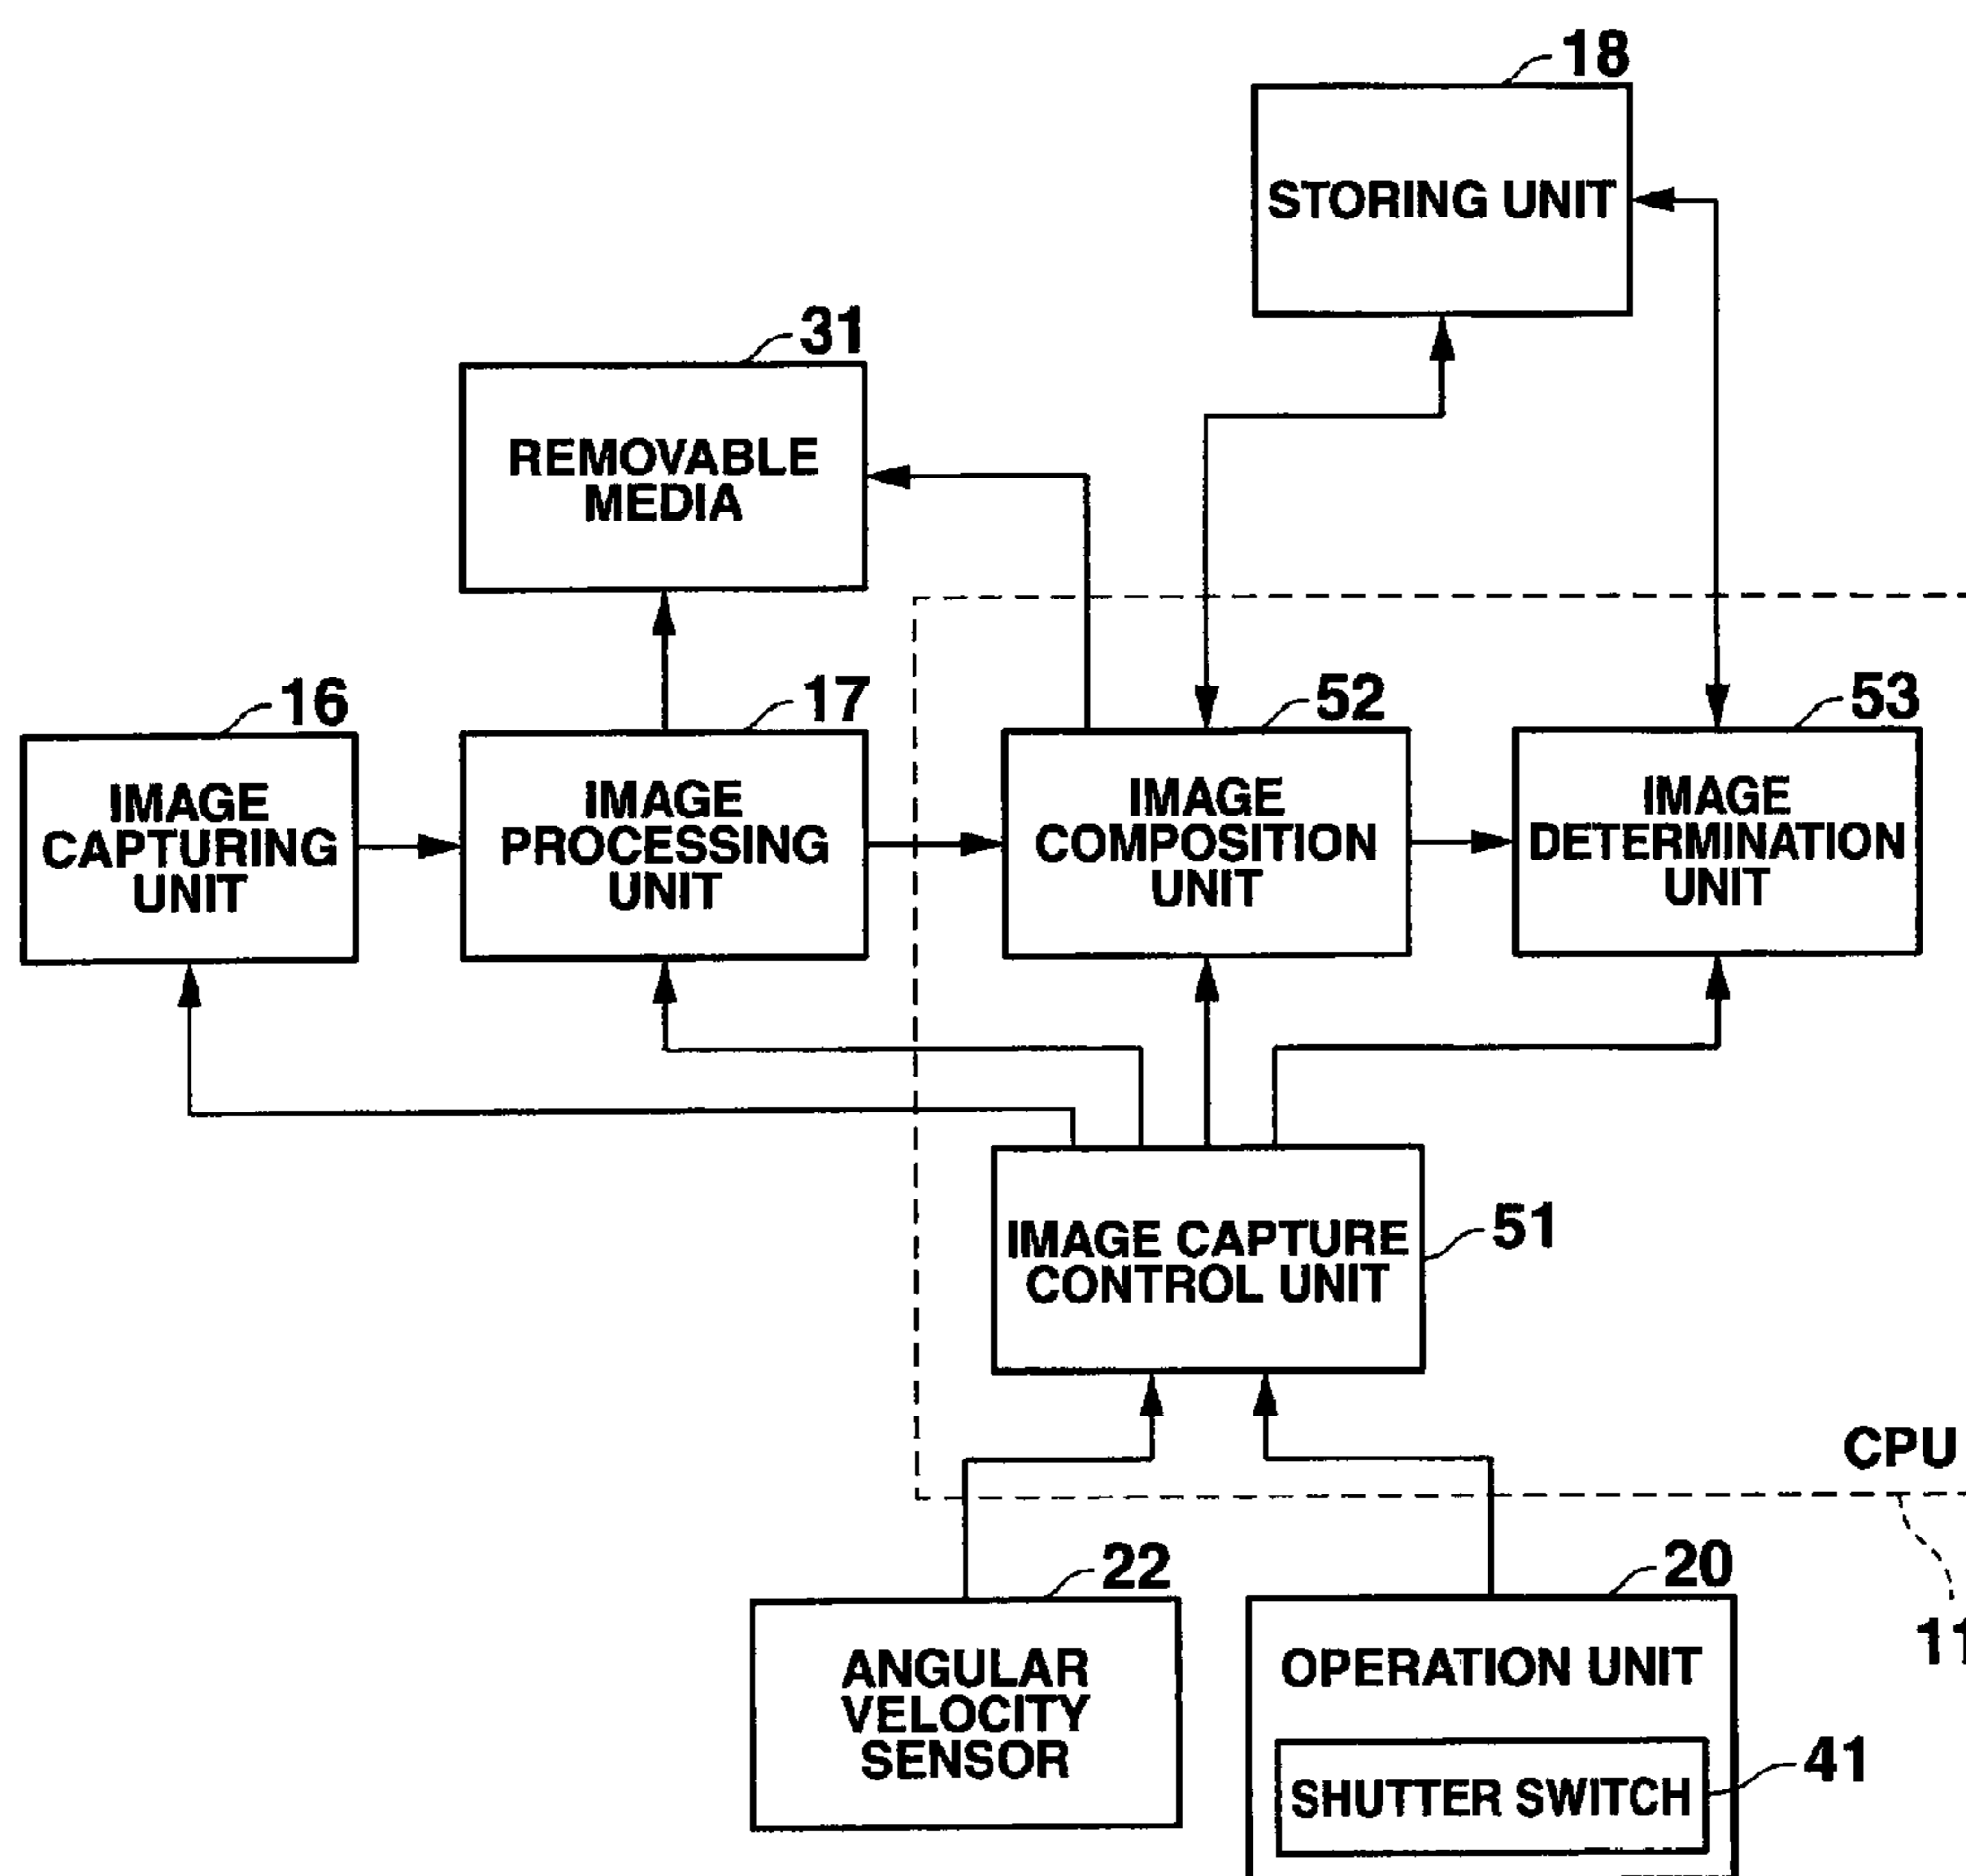 18
STORING UNIT
31
REMOVABLE
MEDIA
16
IMAGE
CAPTURING
UNIT
17
IMAGE
PROCESSING
UNIT
52
IMAGE
COMPOSITION
UNIT
53
IMAGE
DETERMINATION
UNIT
51
IMAGE CAPTURE
CONTROL UNIT
CPU
11
22
ANGULAR
VELOCITY
SENSOR
20
OPERATION UNIT
41
SHUTTER SWITCH